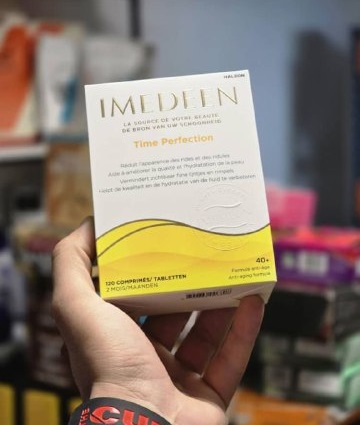 HALEON
IMEDEEN
LA SOURCE DE VOTRE BEAUTÉ
DE BRON VAN UW SCHOONHEID
Time Perfection
Réduit l'apparence des rides et des ridules
Aide à améliorer la qualité et l'hydratation de la peau
Vermindert zichtbaar fijne lijntjes en rimpels
Helpt de kwaliteit en de hydratatie van de huid te verbeteren
120 COMPRIMÉS/ TABLETTEN
2 MOIS/MAANDEN
40+
Formule anti-âge
Anti-aging formule
THE